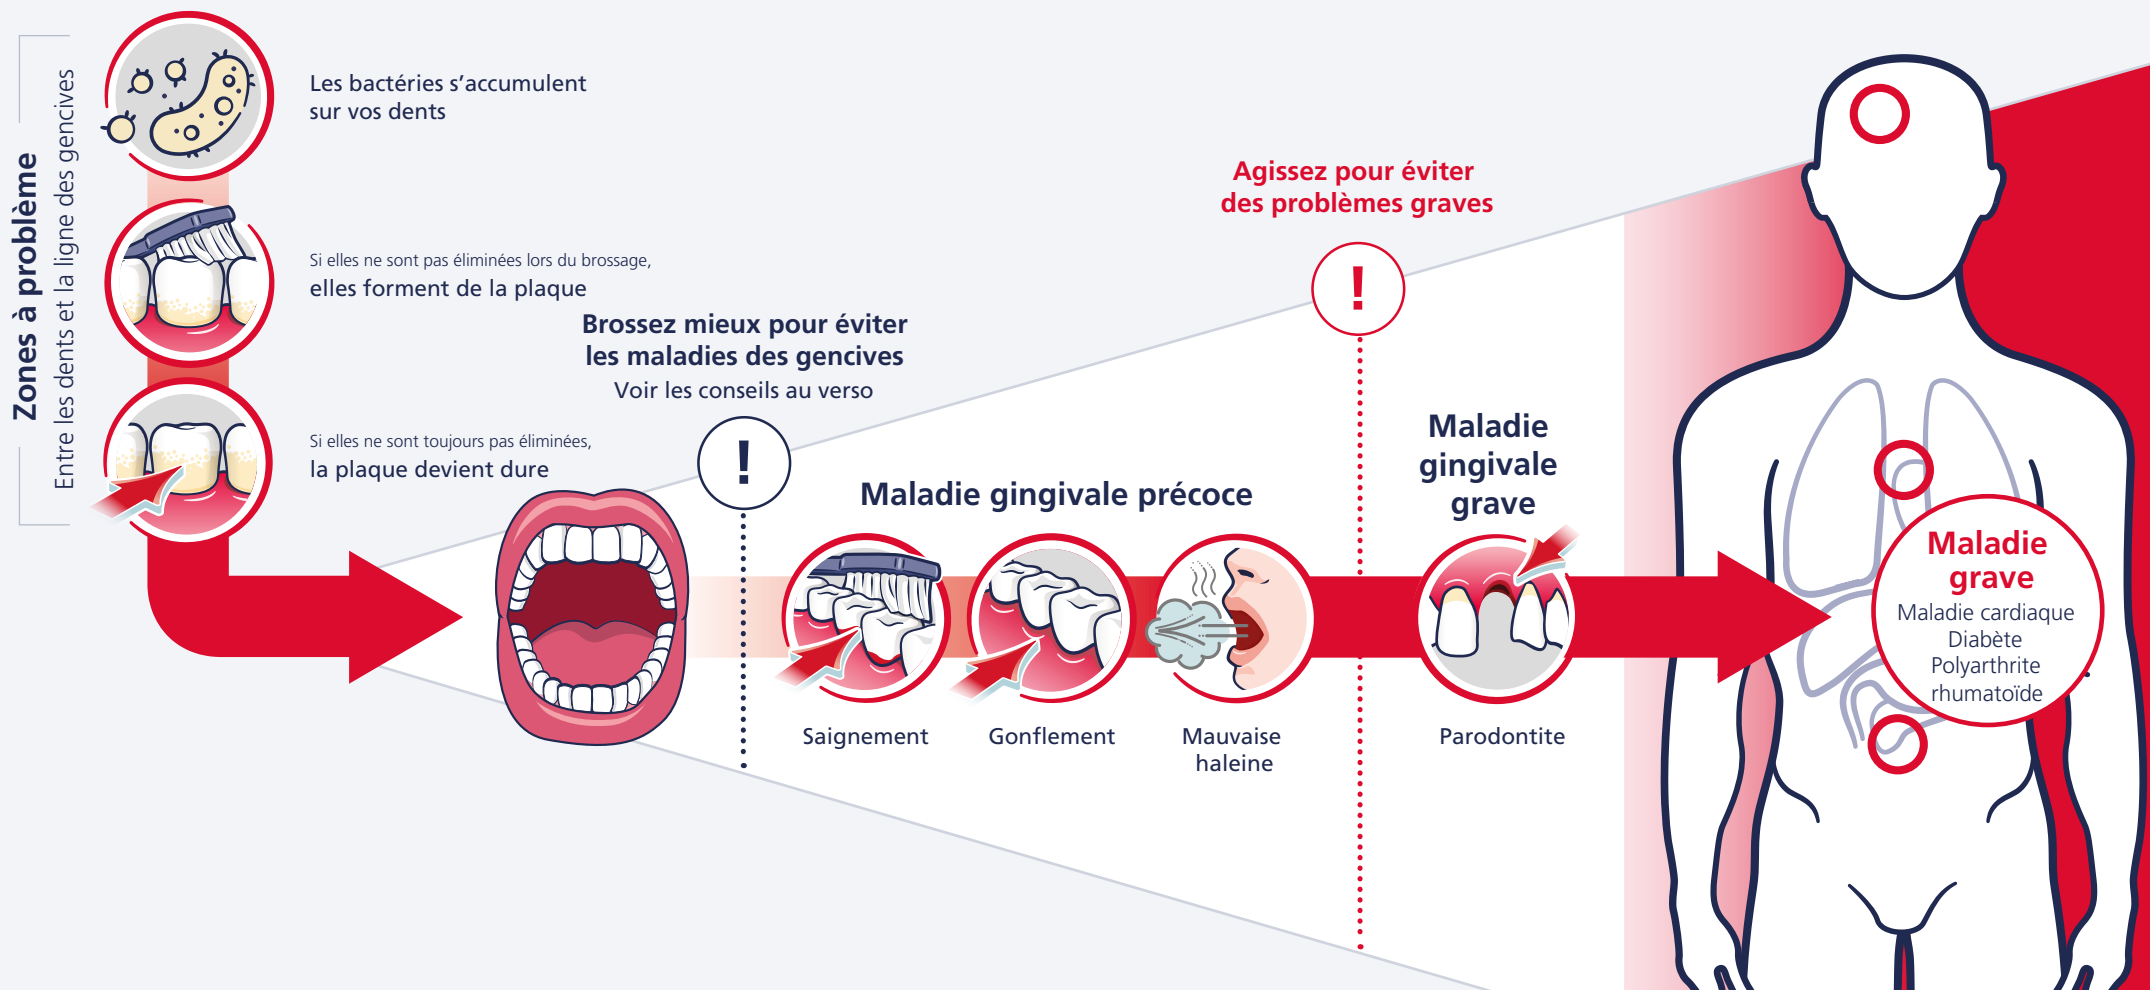 Zones à problème
Entre les dents et la ligne des gencives
Les bactéries s’accumulent
sur vos dents
Si elles ne sont pas éliminées lors du brossage,
elles forment de la plaque
Si elles ne sont toujours pas éliminées,
la plaque devient dure
Brossez mieux pour éviter
les maladies des gencives
Voir les conseils au verso
!
Maladie gingivale précoce
Saignement
Gonflement
Mauvaise
haleine
Agissez pour éviter
des problèmes graves
!
Maladie
gingivale
grave
Parodontite
Maladie
grave
Maladie cardiaque
Diabète
Polyarthrite
rhumatoïde